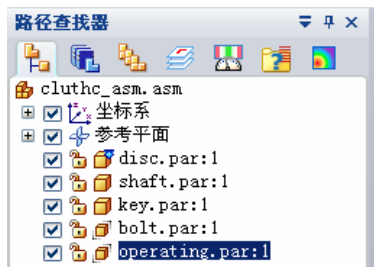 路径查找器
cluthc_asm.asm
坐标系
参考平面
disc.par:1
shaft.par:1
key.par:1
bolt.par:1
operating.par:1